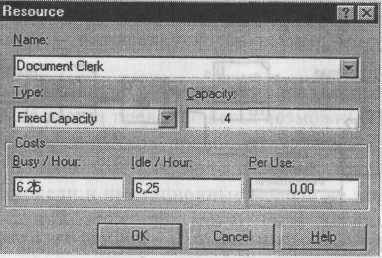 Resource
Name:
Document Clerk
Type: Capacity:
Fixed Capacity 4
Costs
Busy / Hour: Idle / Hour: Per Use:
6.25 6,25 0,00
OK Cancel Help